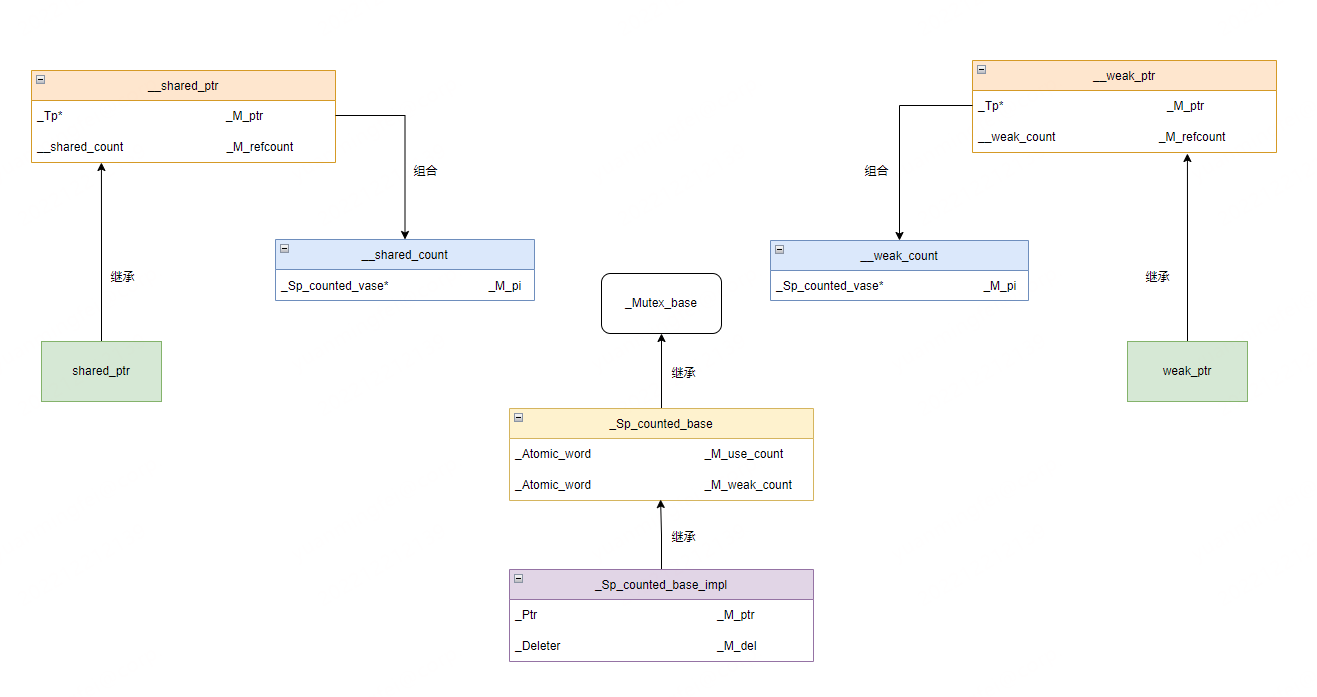 __shared_ptr
_Tp* _M_ptr
__shared_count _M_refcount
组合
继承
shared_ptr
__shared_count
_Sp_counted_vase* _M_pi
__weak_ptr
_Tp* _M_ptr
__weak_count _M_refcount
组合
继承
weak_ptr
__weak_count
_Sp_counted_vase* _M_pi
_Mutex_base
继承
_Sp_counted_base
_Atomic_word _M_use_count
_Atomic_word _M_weak_count
继承
_Sp_counted_base_impl
_Ptr _M_ptr
_Deleter _M_del